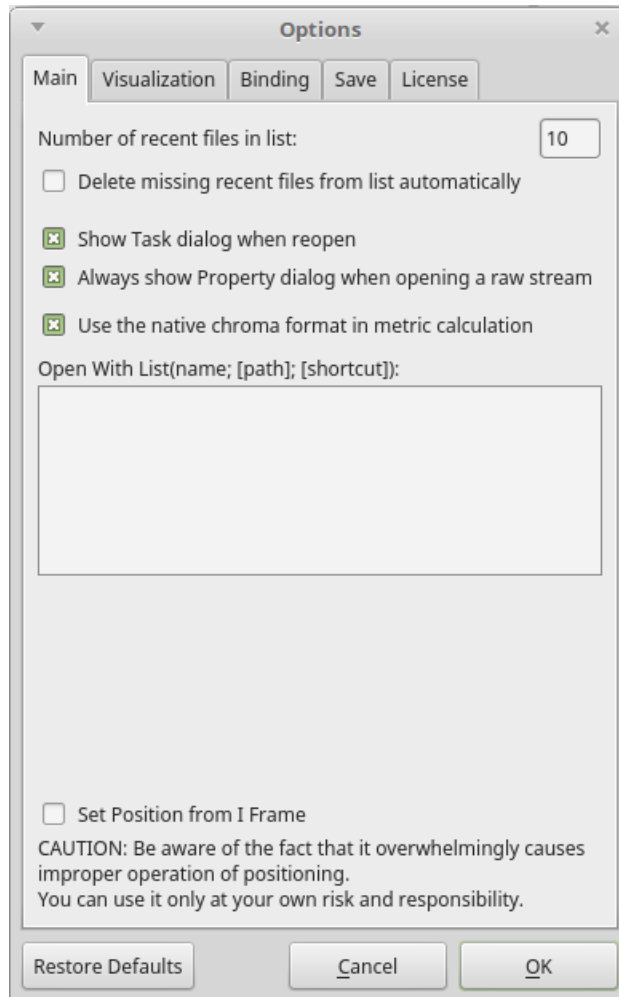 Options
Main
Visualization
Binding
Save
License
Number of recent files in list:
10
Delete missing recent files from list automatically
Show Task dialog when reopen
Always show Property dialog when opening a raw stream
Use the native chroma format in metric calculation
Open With List(name; [path]; [shortcut]):
Set Position from I Frame
CAUTION: Be aware of the fact that it overwhelmingly causes
improper operation of positioning.
You can use it only at your own risk and responsibility.
Restore Defaults
Cancel
OK